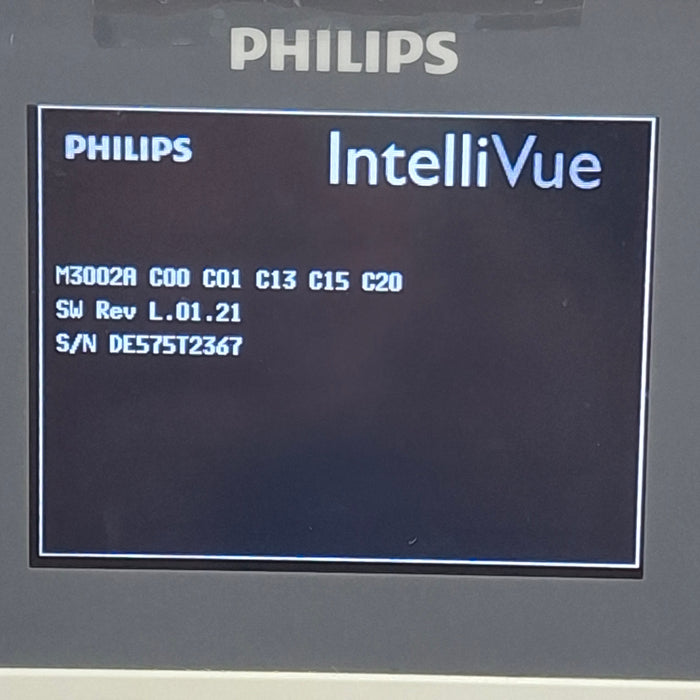 PHILIPS
PHILIPS IntelliVue
M3002A C00 C01 C13 C15 C20
SW Rev L.01.21
S/N DE575T2367